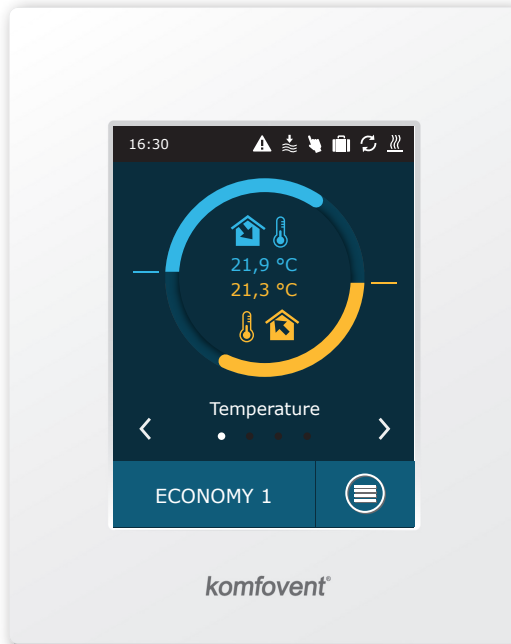 16:30
21,9 °C
21,3 °C
Temperature
ECONOMY 1
komfovent®